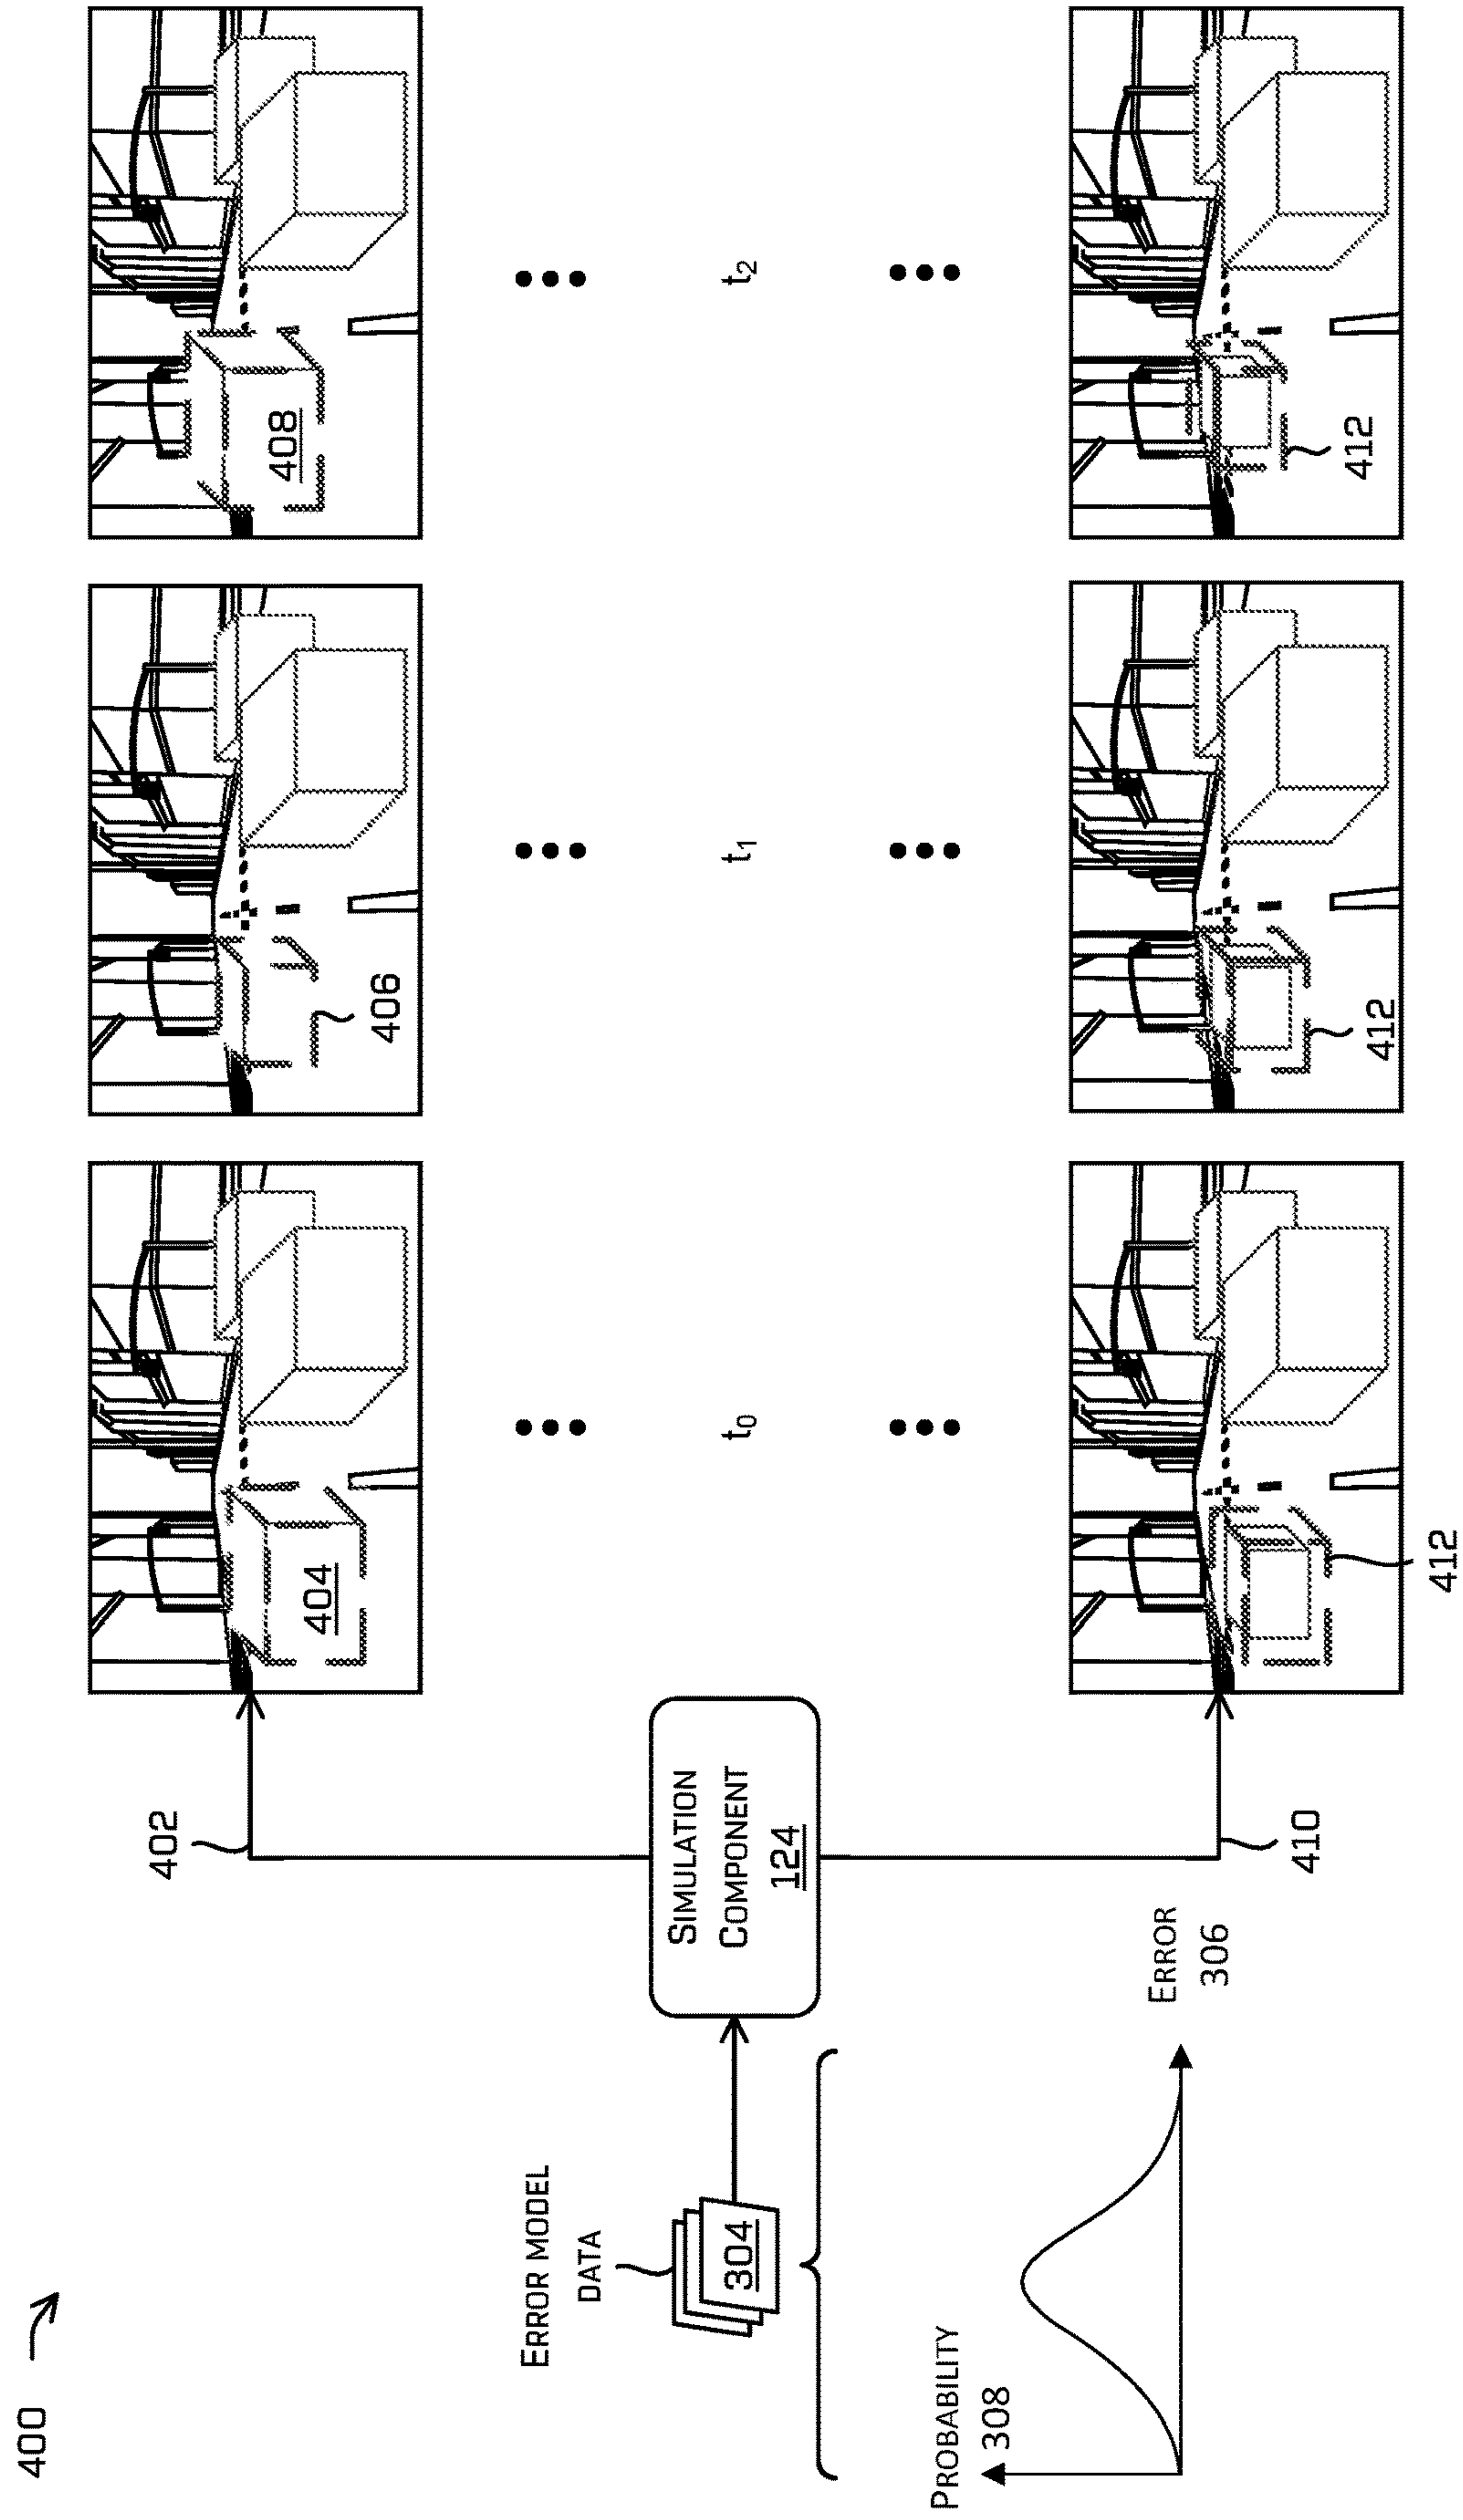 400
ERROR MODEL
DATA
304
PROBABILITY
308
ERROR
306
SIMULATION
COMPONENT
124
402
410
404
406
408
t0
t1
t2
412
412
412